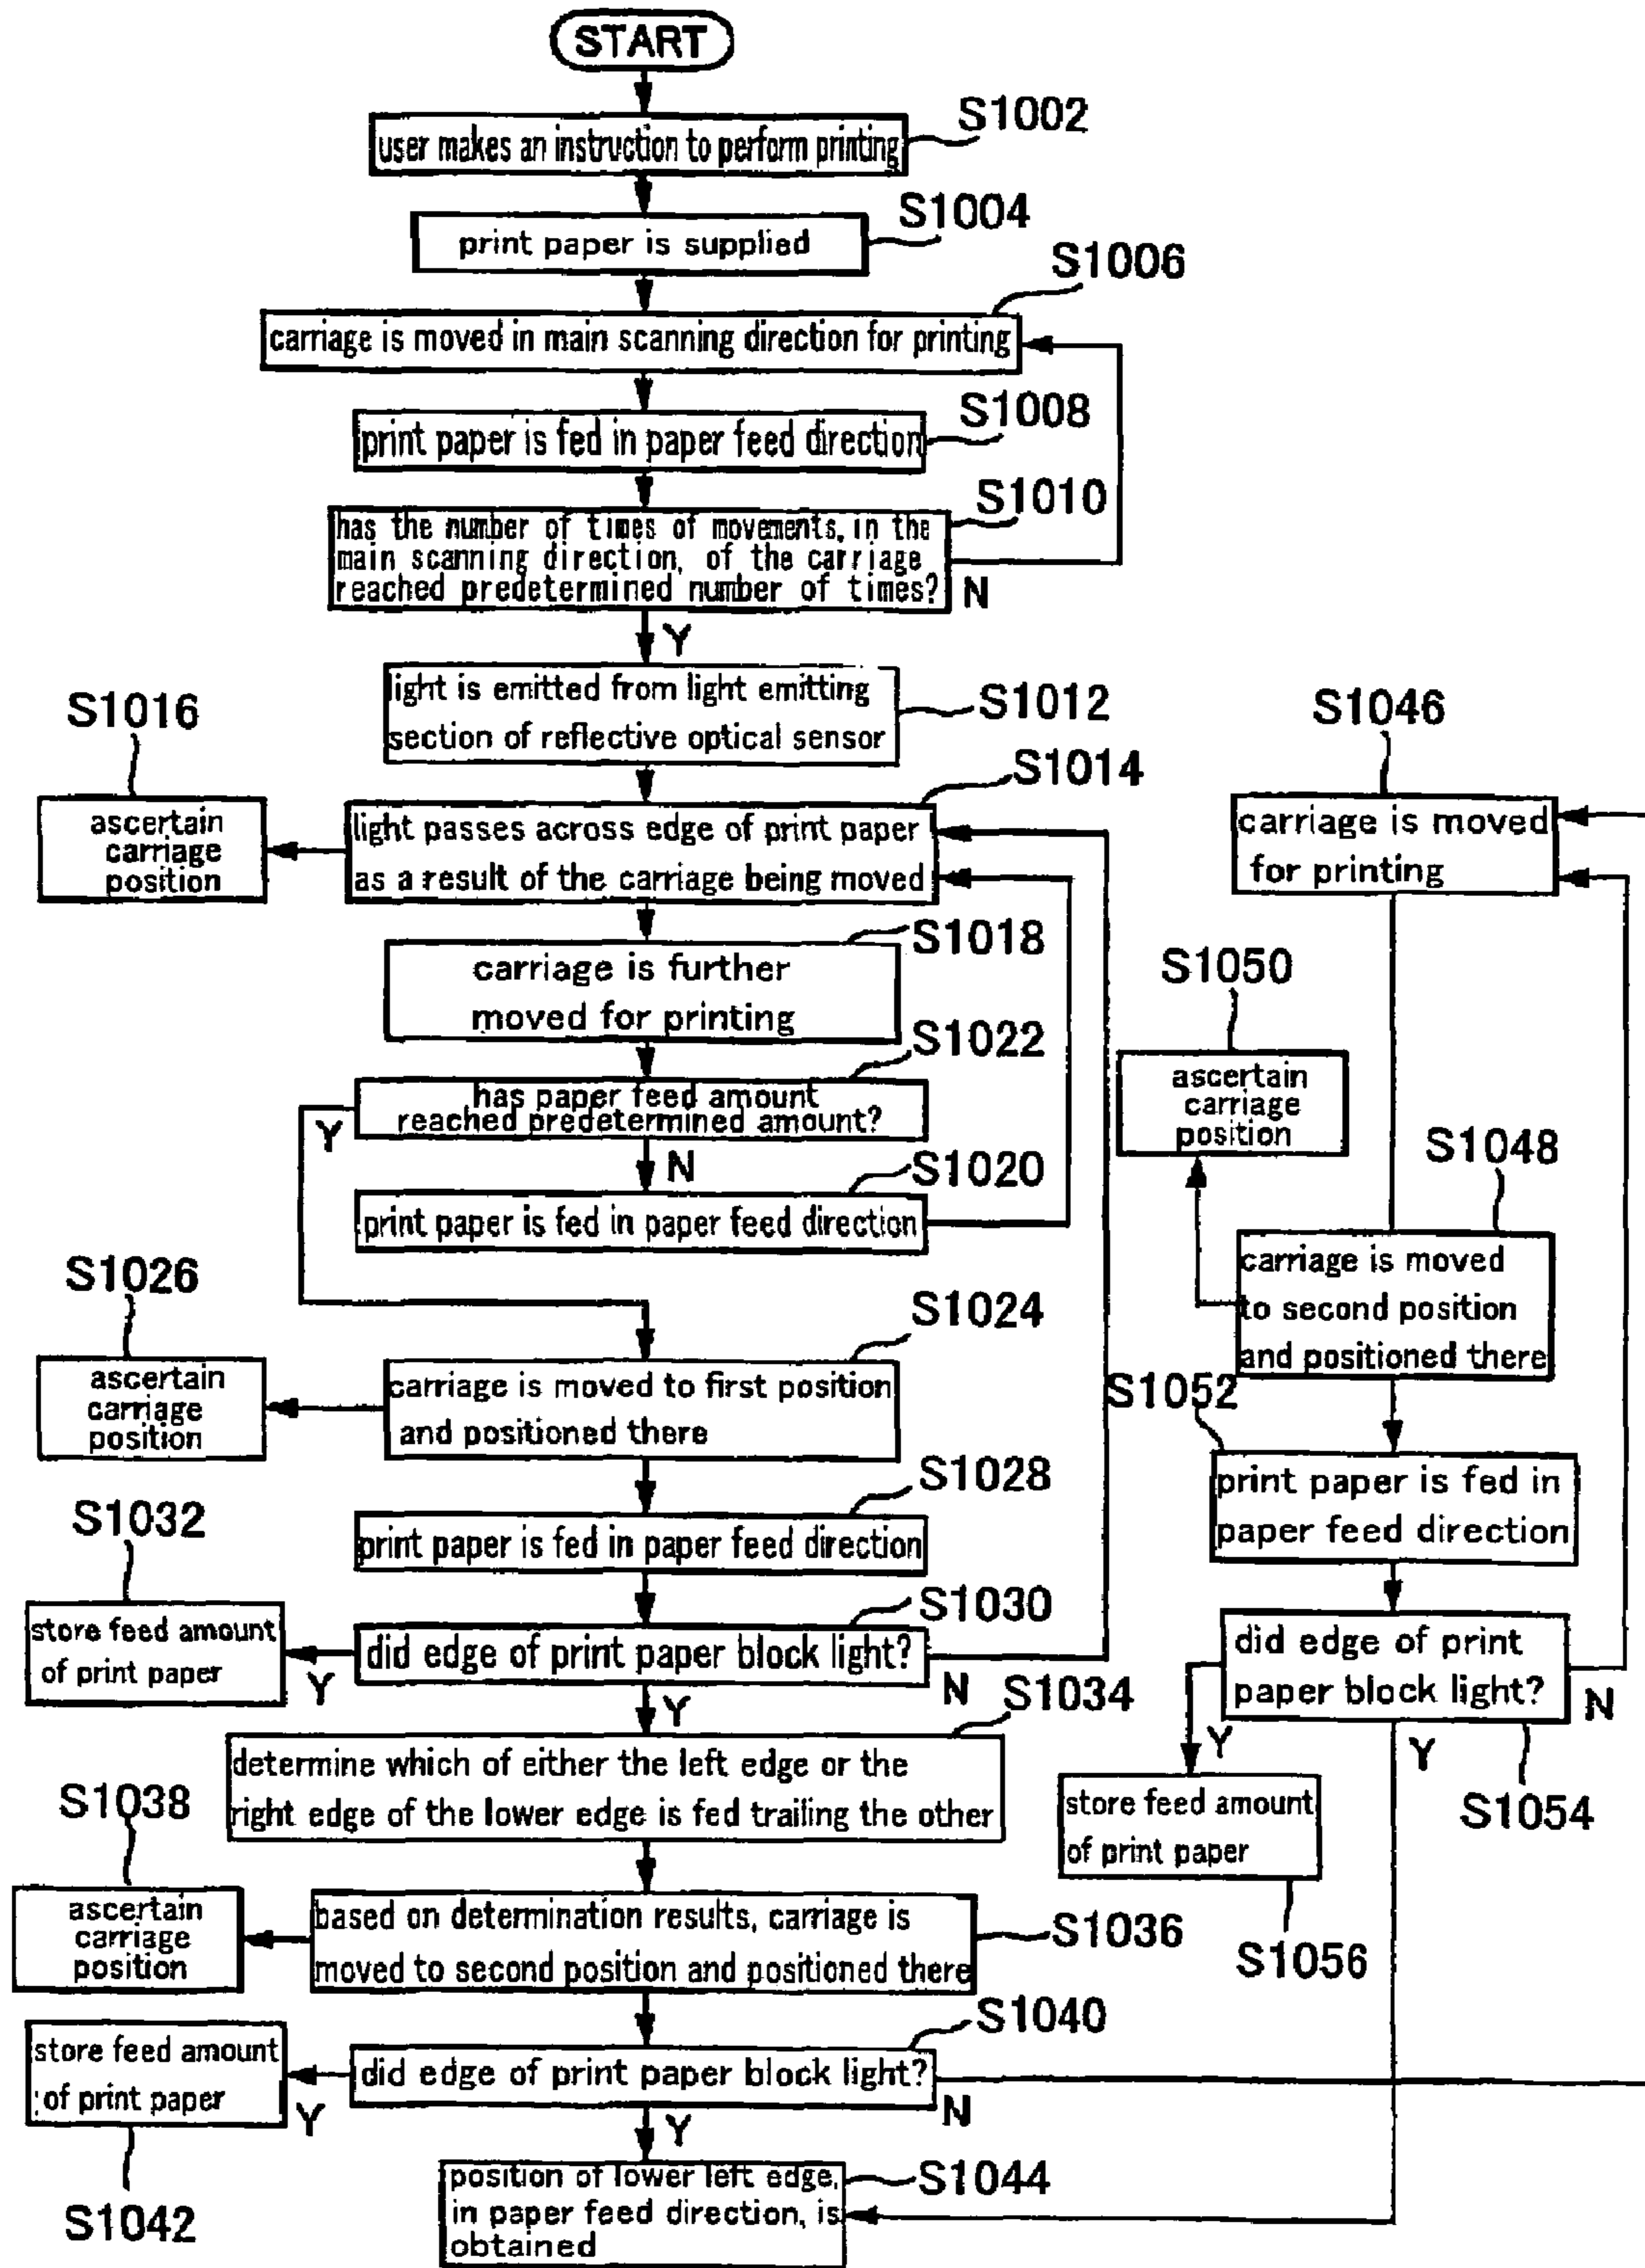 START
S1002
user makes an instruction to perform printing
S1004
print paper is supplied
S1006
carriage is moved in main scanning direction for printing
S1008
print paper is fed in paper feed direction
S1010
has the number of times of movements, in the
main scanning direction, of the carriage
reached predetermined number of times?
N
Y
S1012
light is emitted from light emitting
section of reflective optical sensor
S1016
ascertain
carriage
position
S1014
light passes across edge of print paper
as a result of the carriage being moved
S1018
carriage is further
moved for printing
S1022
has paper feed amount
reached predetermined amount?
Y
N
S1020
print paper is fed in paper feed direction
S1026
ascertain
carriage
position
S1024
carriage is moved to first position
and positioned there
S1028
print paper is fed in paper feed direction
S1032
store feed amount
of print paper
Y
S1030
did edge of print paper block light?
N
Y
S1034
determine which of either the left edge or the
right edge of the lower edge is fed trailing the other
S1038
ascertain
carriage
position
S1036
based on determination results, carriage is
moved to second position and positioned there
S1040
did edge of print paper block light?
N
Y
store feed amount
of print paper
Y
S1042
S1044
position of lower left edge,
in paper feed direction, is
obtained
S1046
carriage is moved
for printing
S1050
ascertain
carriage
position
S1048
carriage is moved
to second position
and positioned there
S1052
print paper is fed in
paper feed direction
did edge of print
paper block light?
N
Y
Y
S1054
store feed amount
of print paper
S1056